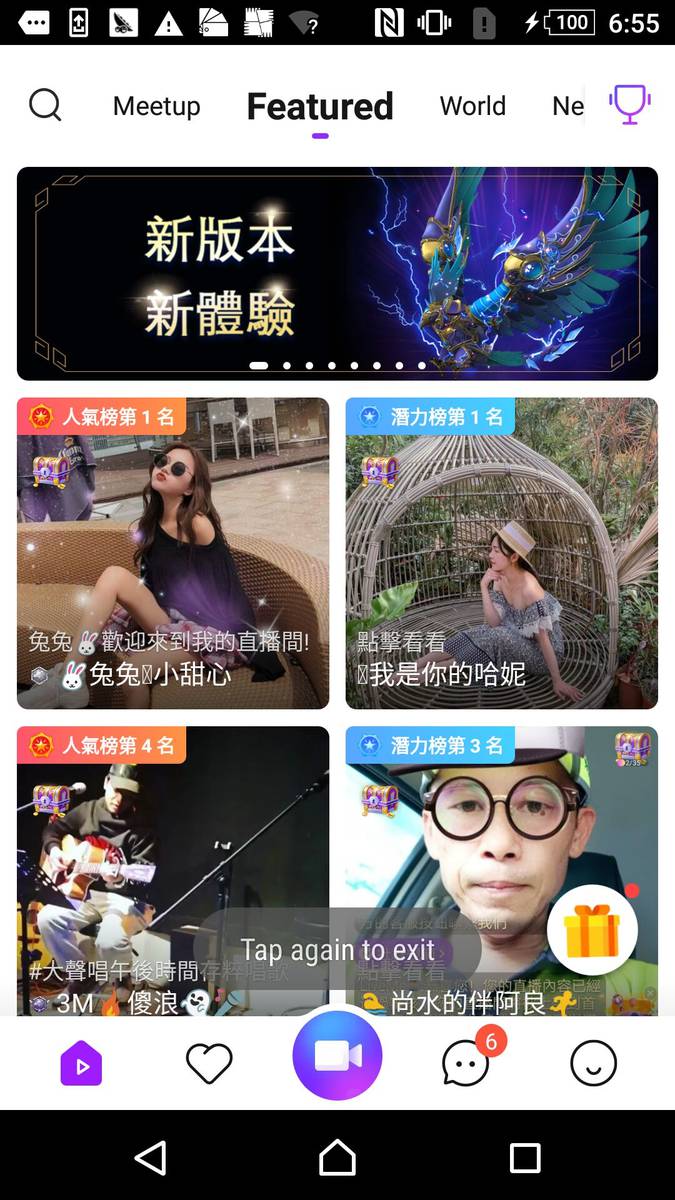 100 6:55
Meetup Featured World Ne
新版本
新體驗
人氣榜第 1 名
潛力榜第 1 名
兔兔🐰歡迎來到我的直播間!
🐰兔兔小甜心
點擊看看
我是你的哈妮
人氣榜第 4 名
潛力榜第 3 名
2/35
Tap again to exit
#大聲唱午後時間存粹唱歌
3M🔥傻浪
點擊看看
尚水的伴阿良
6